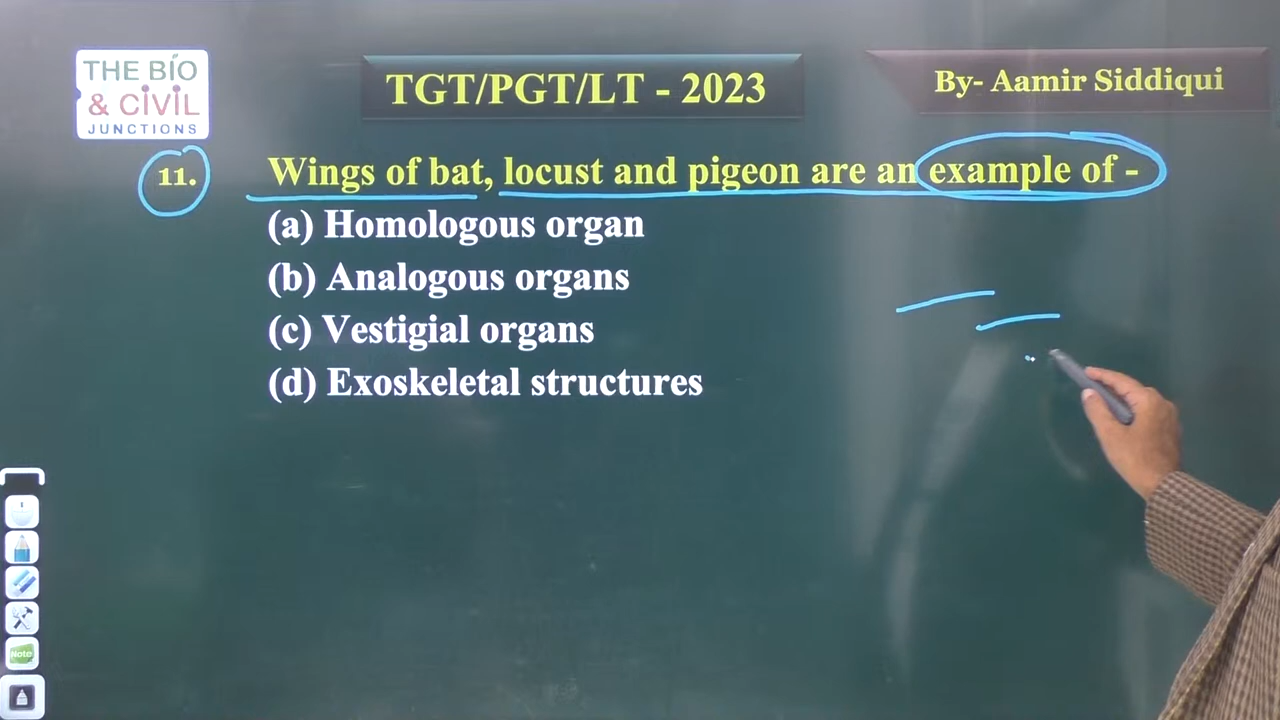 THE BIO
& CIVIL
JUNCTIONS
TGT/PGT/LT - 2023
By- Aamir Siddiqui
11. Wings of bat, locust and pigeon are an example of -
(a) Homologous organ
(b) Analogous organs
(c) Vestigial organs
(d) Exoskeletal structures
Note